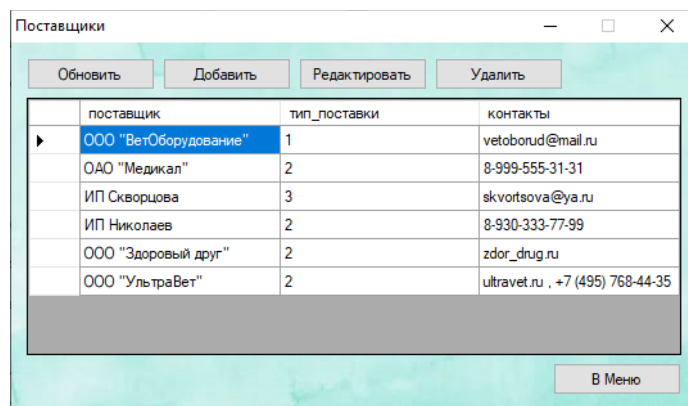 Поставщики
Обновить Добавить Редактировать Удалить
поставщик тип_поставки контакты
ООО "ВетОборудование" 1 vetoborud@mail.ru
ОАО "Медикал" 2 8-999-555-31-31
ИП Скворцова 3 skvortsova@ya.ru
ИП Николаев 2 8-930-333-77-99
ООО "Здоровый друг" 2 zdor_drug.ru
ООО "УльтраВет" 2 ultravet.ru , +7 (495) 768-44-35
В Меню